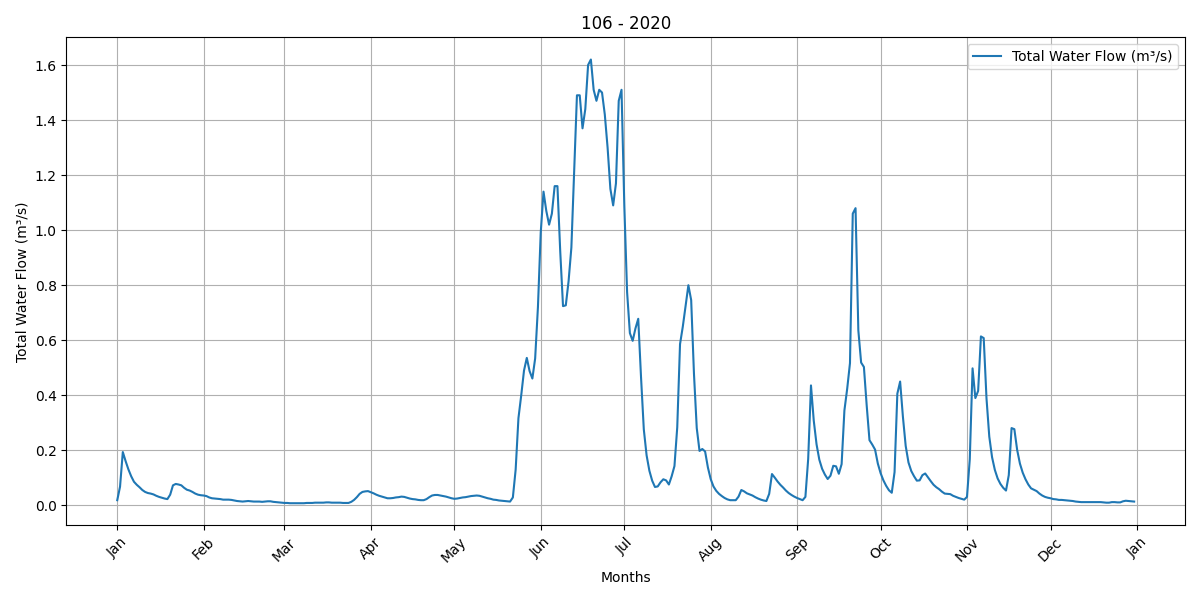 106 - 2020
Total Water Flow (m³/s)
Total Water Flow (m³/s)
1.6
1.4
1.2
1.0
0.8
0.6
0.4
0.2
0.0
Jan Feb Mar Apr May Jun Jul Aug Sep Oct Nov Dec Jan
Months